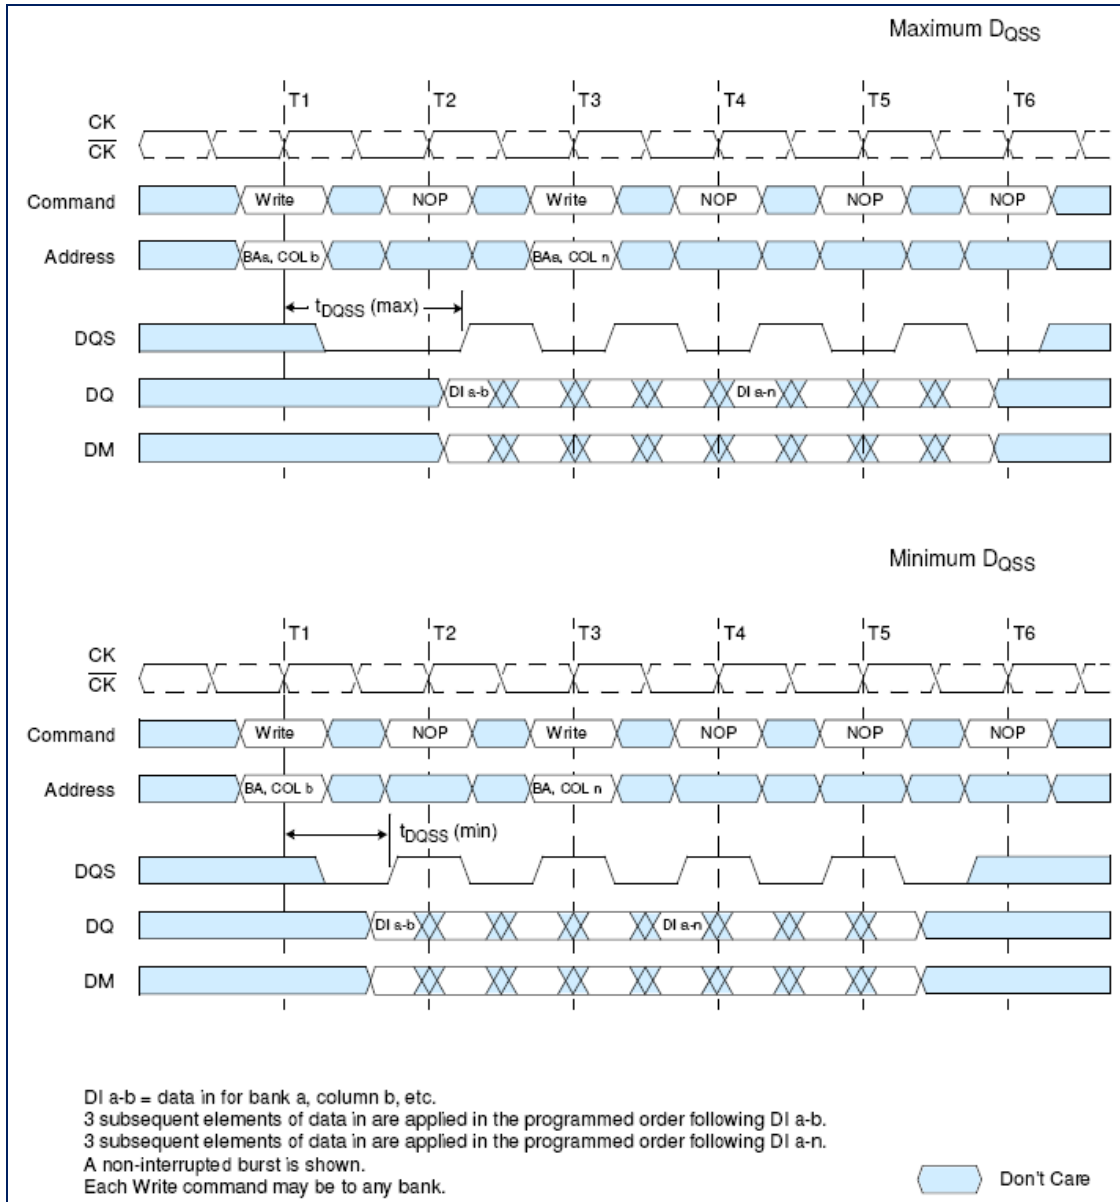 Maximum DQSS
T1 T2 T3 T4 T5 T6
CK
CK
Command Write NOP Write NOP NOP NOP
Address BAa, COL b BAa, COL n
tDQSS (max)
DQS
DQ DI a-b DI a-n
DM
Minimum DQSS
T1 T2 T3 T4 T5 T6
CK
CK
Command Write NOP Write NOP NOP NOP
Address BA, COL b BA, COL n
tDQSS (min)
DQS
DQ DI a-b DI a-n
DM
DI a-b = data in for bank a, column b, etc.
3 subsequent elements of data in are applied in the programmed order following DI a-b.
3 subsequent elements of data in are applied in the programmed order following DI a-n.
A non-interrupted burst is shown.
Each Write command may be to any bank.
Don't Care